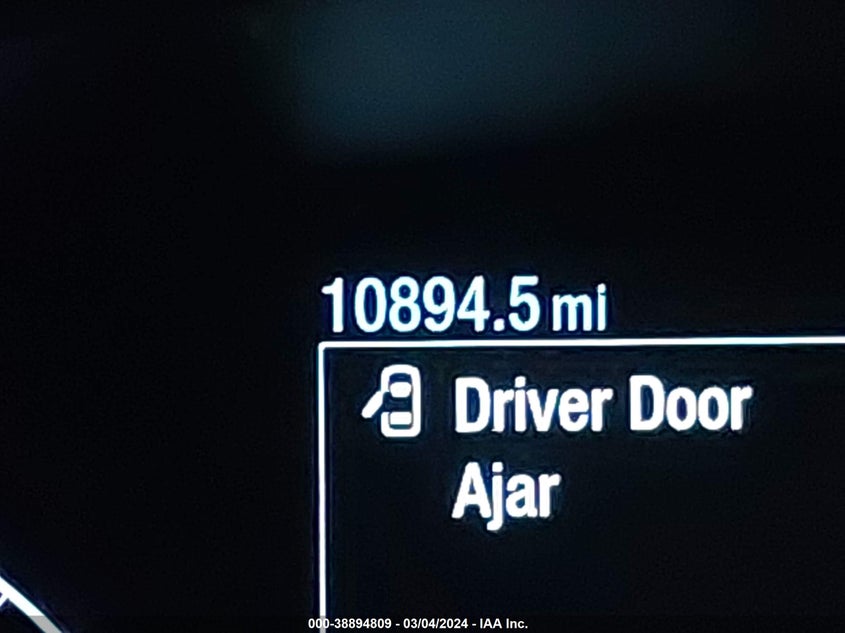 10894.5 mi
Driver Door
Ajar
000-38894809 - 03/04/2024 - IAA Inc.